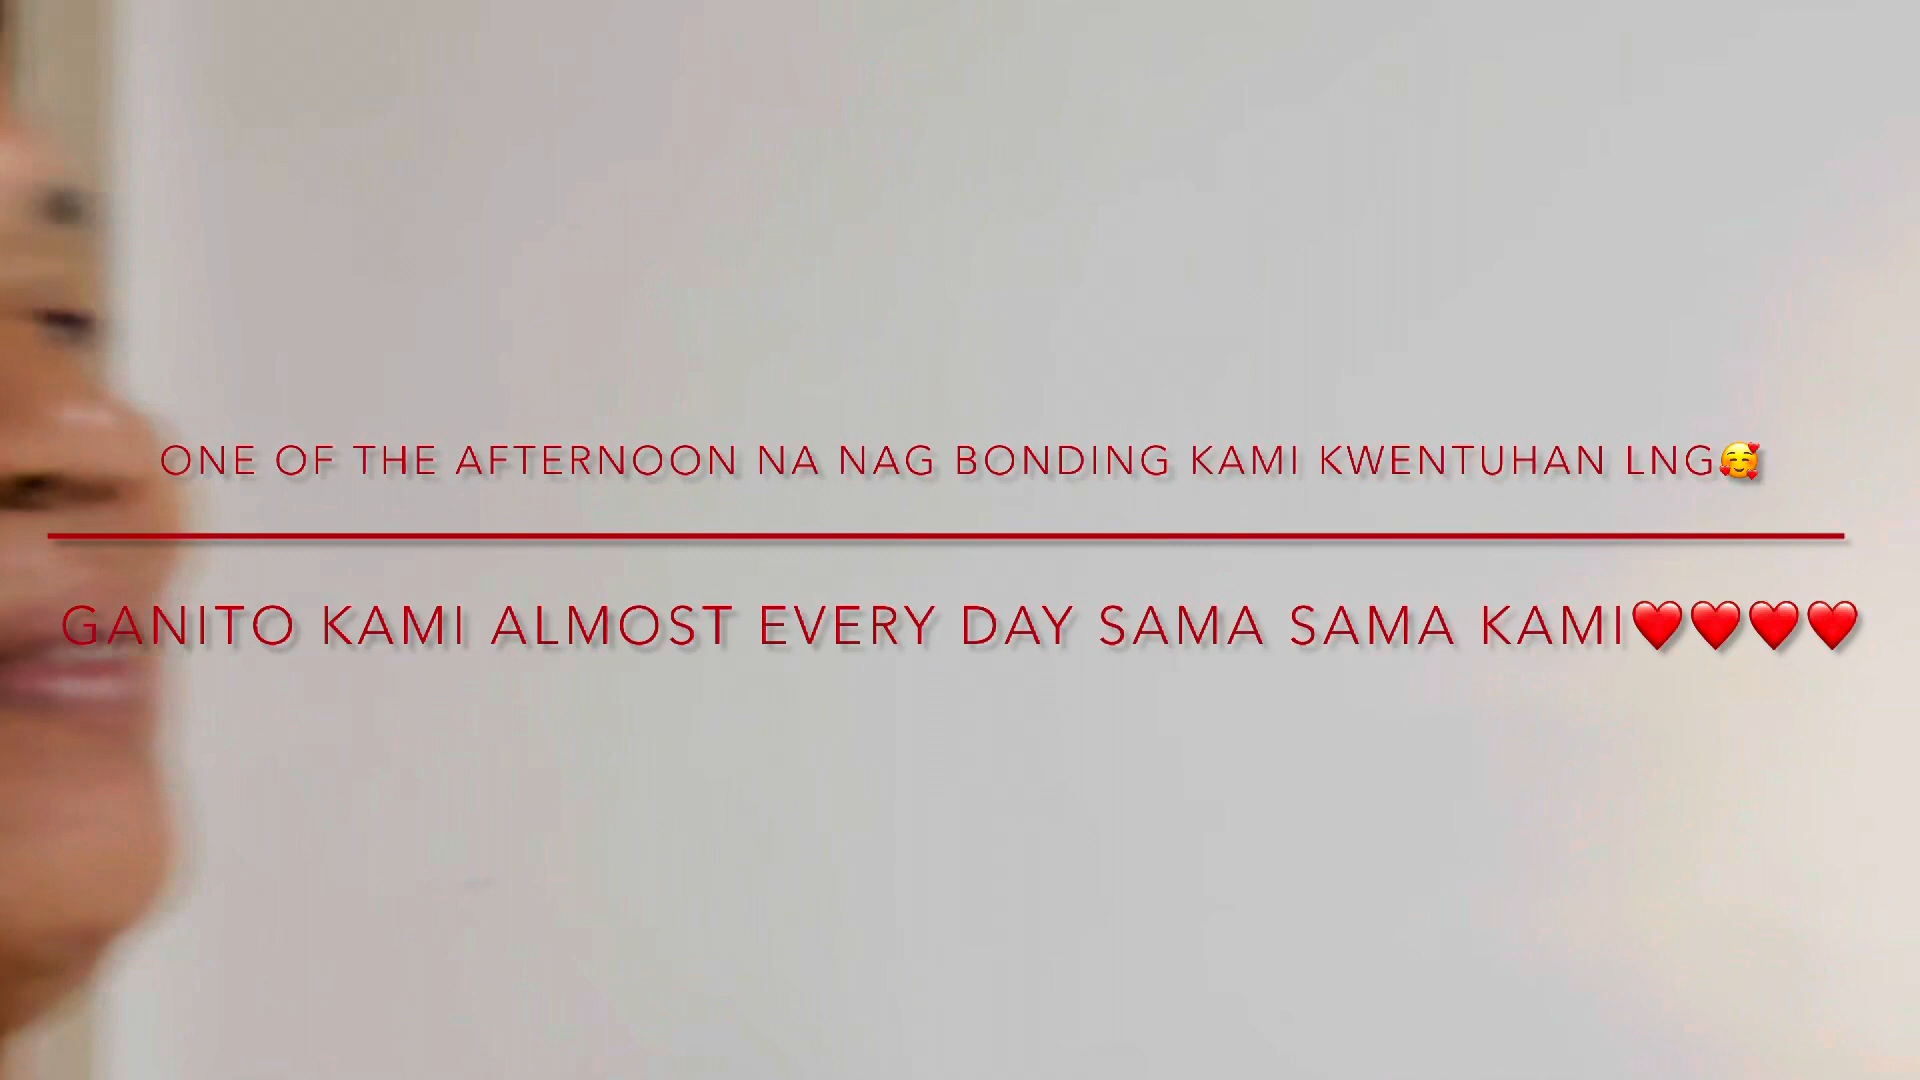 ONE OF THE AFTERNOON NA NAG BONDING KAMI KWENTUHAN LNG🥰
GANITO KAMI ALMOST EVERY DAY SAMA SAMA KAMI❤️❤️❤️❤️